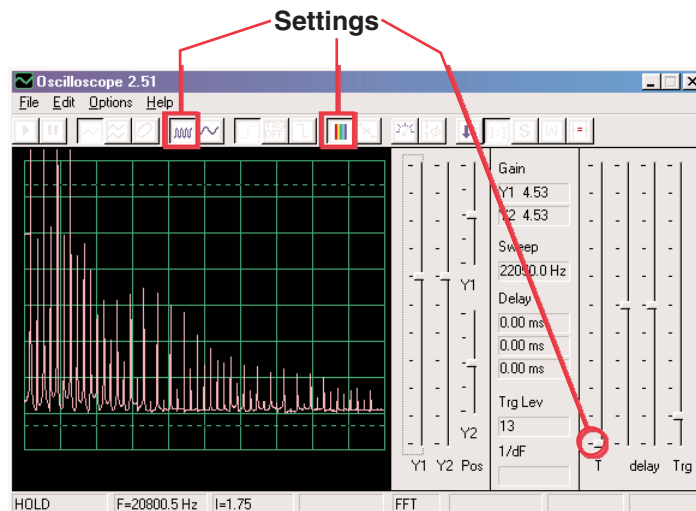 Settings
Oscilloscope 2.51
File Edit Options Help
Gain
Y1 4.53
Y2 4.53
Sweep
22050.0 Hz
Y1
Delay
0.00 ms
0.00 ms
0.00 ms
Trg Lev
13
Y2
1/dF
Y1 Y2 Pos
T delay Trg
HOLD F=20800.5 Hz I=1.75 FFT